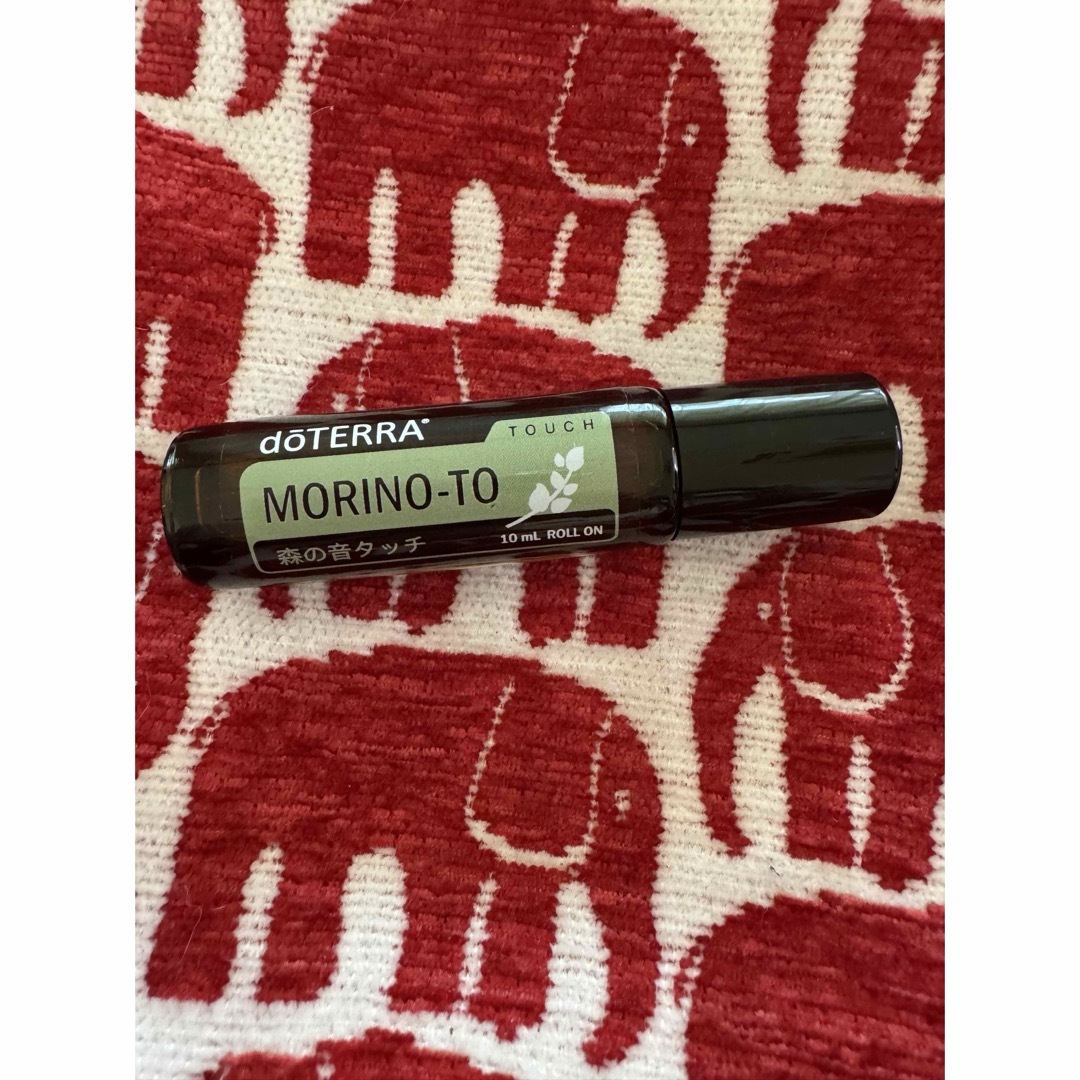 dōTERRA®
TOUCH
MORINO-TO
森の音タッチ
10 mL ROLL ON